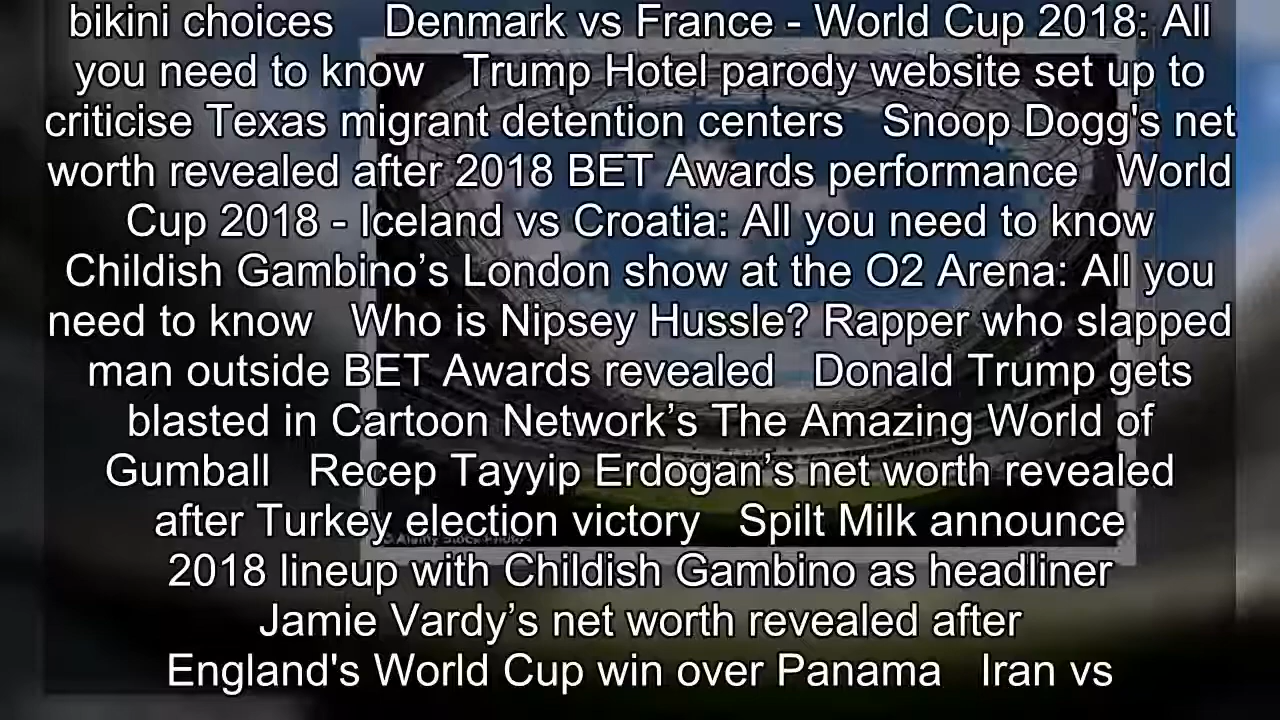 bikini choices Denmark vs France - World Cup 2018: All
you need to know Trump Hotel parody website set up to
criticise Texas migrant detention centers Snoop Dogg's net
worth revealed after 2018 BET Awards performance World
Cup 2018 - Iceland vs Croatia: All you need to know
Childish Gambino’s London show at the O2 Arena: All you
need to know Who is Nipsey Hussle? Rapper who slapped
man outside BET Awards revealed Donald Trump gets
blasted in Cartoon Network’s The Amazing World of
Gumball Recep Tayyip Erdogan’s net worth revealed
after Turkey election victory Spilt Milk announce
© Alamy Stock Photo
2018 lineup with Childish Gambino as headliner
Jamie Vardy’s net worth revealed after
England's World Cup win over Panama Iran vs